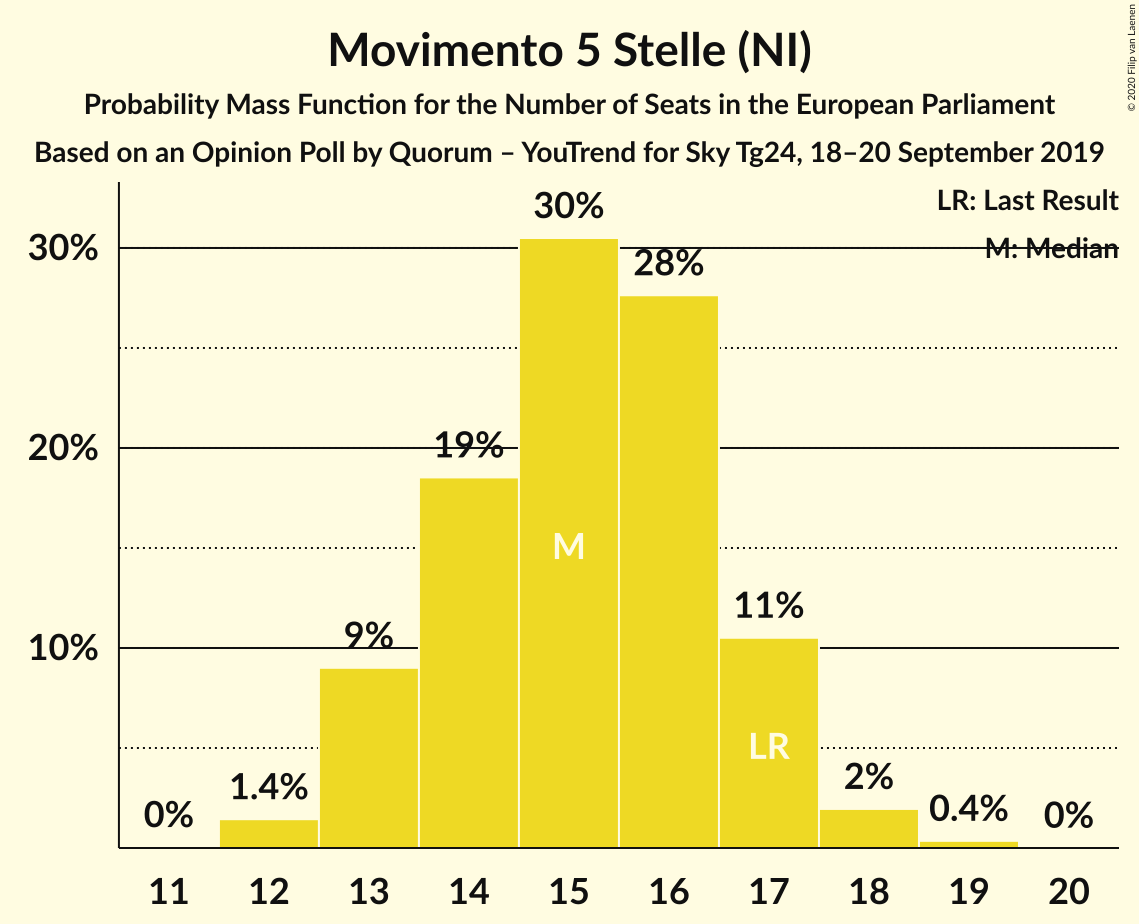 Movimento 5 Stelle (NI)
Probability Mass Function for the Number of Seats in the European Parliament
Based on an Opinion Poll by Quorum – YouTrend for Sky Tg24, 18–20 September 2019
© 2020 Filip van Laenen
LR: Last Result
M: Median
30%
20%
10%
0%
1.4%
9%
19%
30%
28%
11%
2%
0.4%
0%
M
LR
11 12 13 14 15 16 17 18 19 20